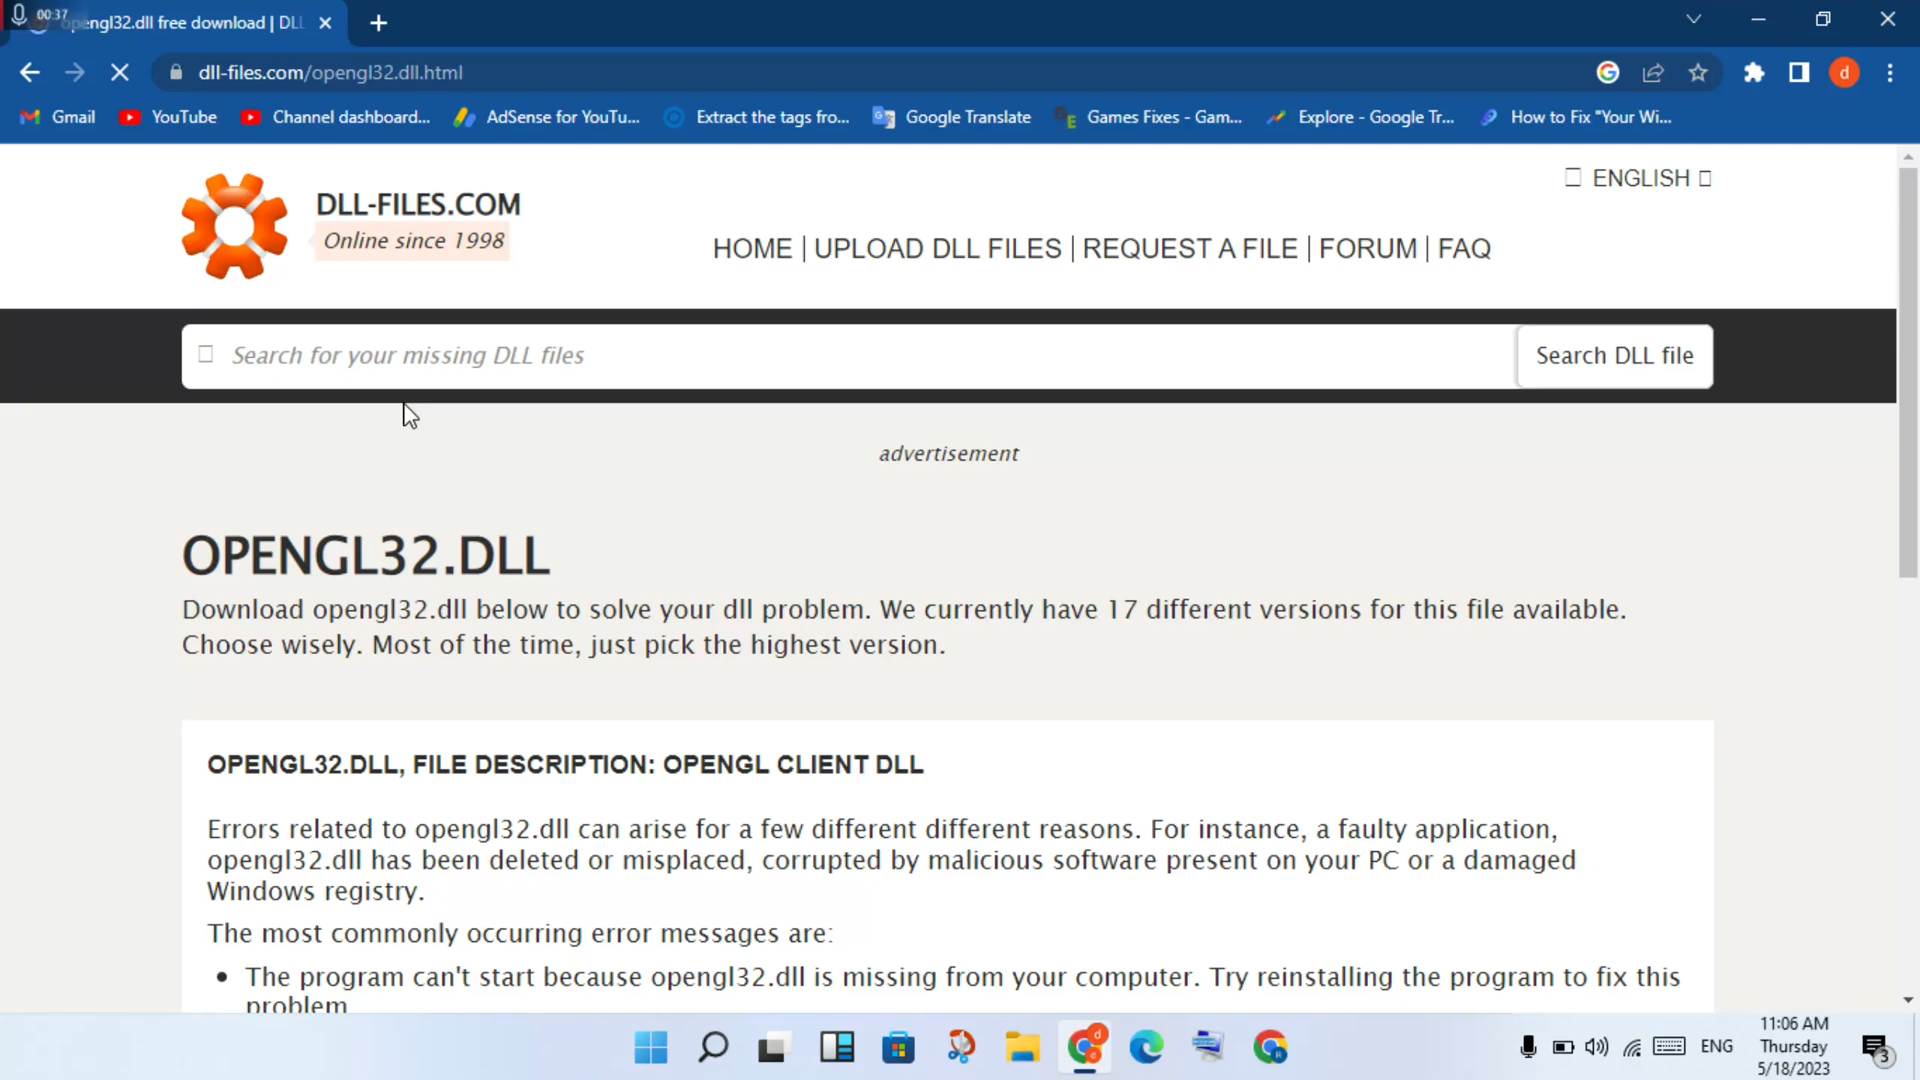 00:37
opengl32.dll free download | DLL
dll-files.com/opengl32.dll.html
d
Gmail
YouTube
Channel dashboard...
AdSense for YouTu...
Extract the tags fro...
Google Translate
Games Fixes - Gam...
Explore - Google Tr...
How to Fix "Your Wi...
ENGLISH
DLL-FILES.COM
Online since 1998
HOME | UPLOAD DLL FILES | REQUEST A FILE | FORUM | FAQ
Search for your missing DLL files
Search DLL file
advertisement
OPENGL32.DLL
Download opengl32.dll below to solve your dll problem. We currently have 17 different versions for this file available.
Choose wisely. Most of the time, just pick the highest version.
OPENGL32.DLL, FILE DESCRIPTION: OPENGL CLIENT DLL
Errors related to opengl32.dll can arise for a few different different reasons. For instance, a faulty application,
opengl32.dll has been deleted or misplaced, corrupted by malicious software present on your PC or a damaged
Windows registry.
The most commonly occurring error messages are:
• The program can't start because opengl32.dll is missing from your computer. Try reinstalling the program to fix this
problem
ENG
11:06 AM
Thursday
5/18/2023
3